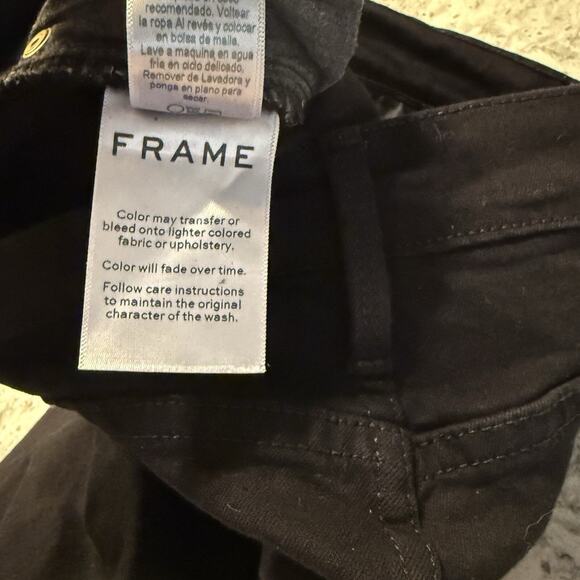 recomendado. Voltear
la ropa Al revés y colocar
en bolsa de malla.
Lave a maquina en agua
fria en ciclo delicado.
Remover de Lavadora y
ponga en plano para
secar.
FRAME
Color may transfer or
bleed onto lighter colored
fabric or upholstery.
Color will fade over time.
Follow care instructions
to maintain the original
character of the wash.